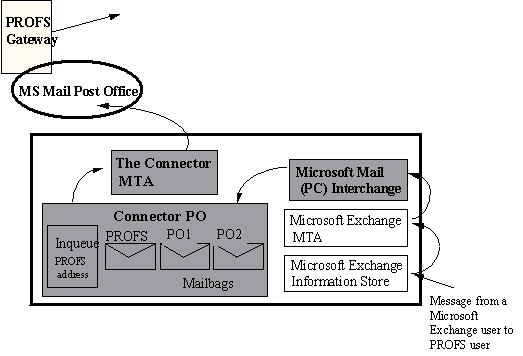 PROFS
Gateway
MS Mail Post Office
The Connector
MTA
Microsoft Mail
(PC) Interchange
Connector PO
Inqueue
PROFS
address
PROFS
PO1
PO2
Mailbags
Microsoft Exchange
MTA
Microsoft Exchange
Information Store
Message from a
Microsoft
Exchange user to
PROFS user